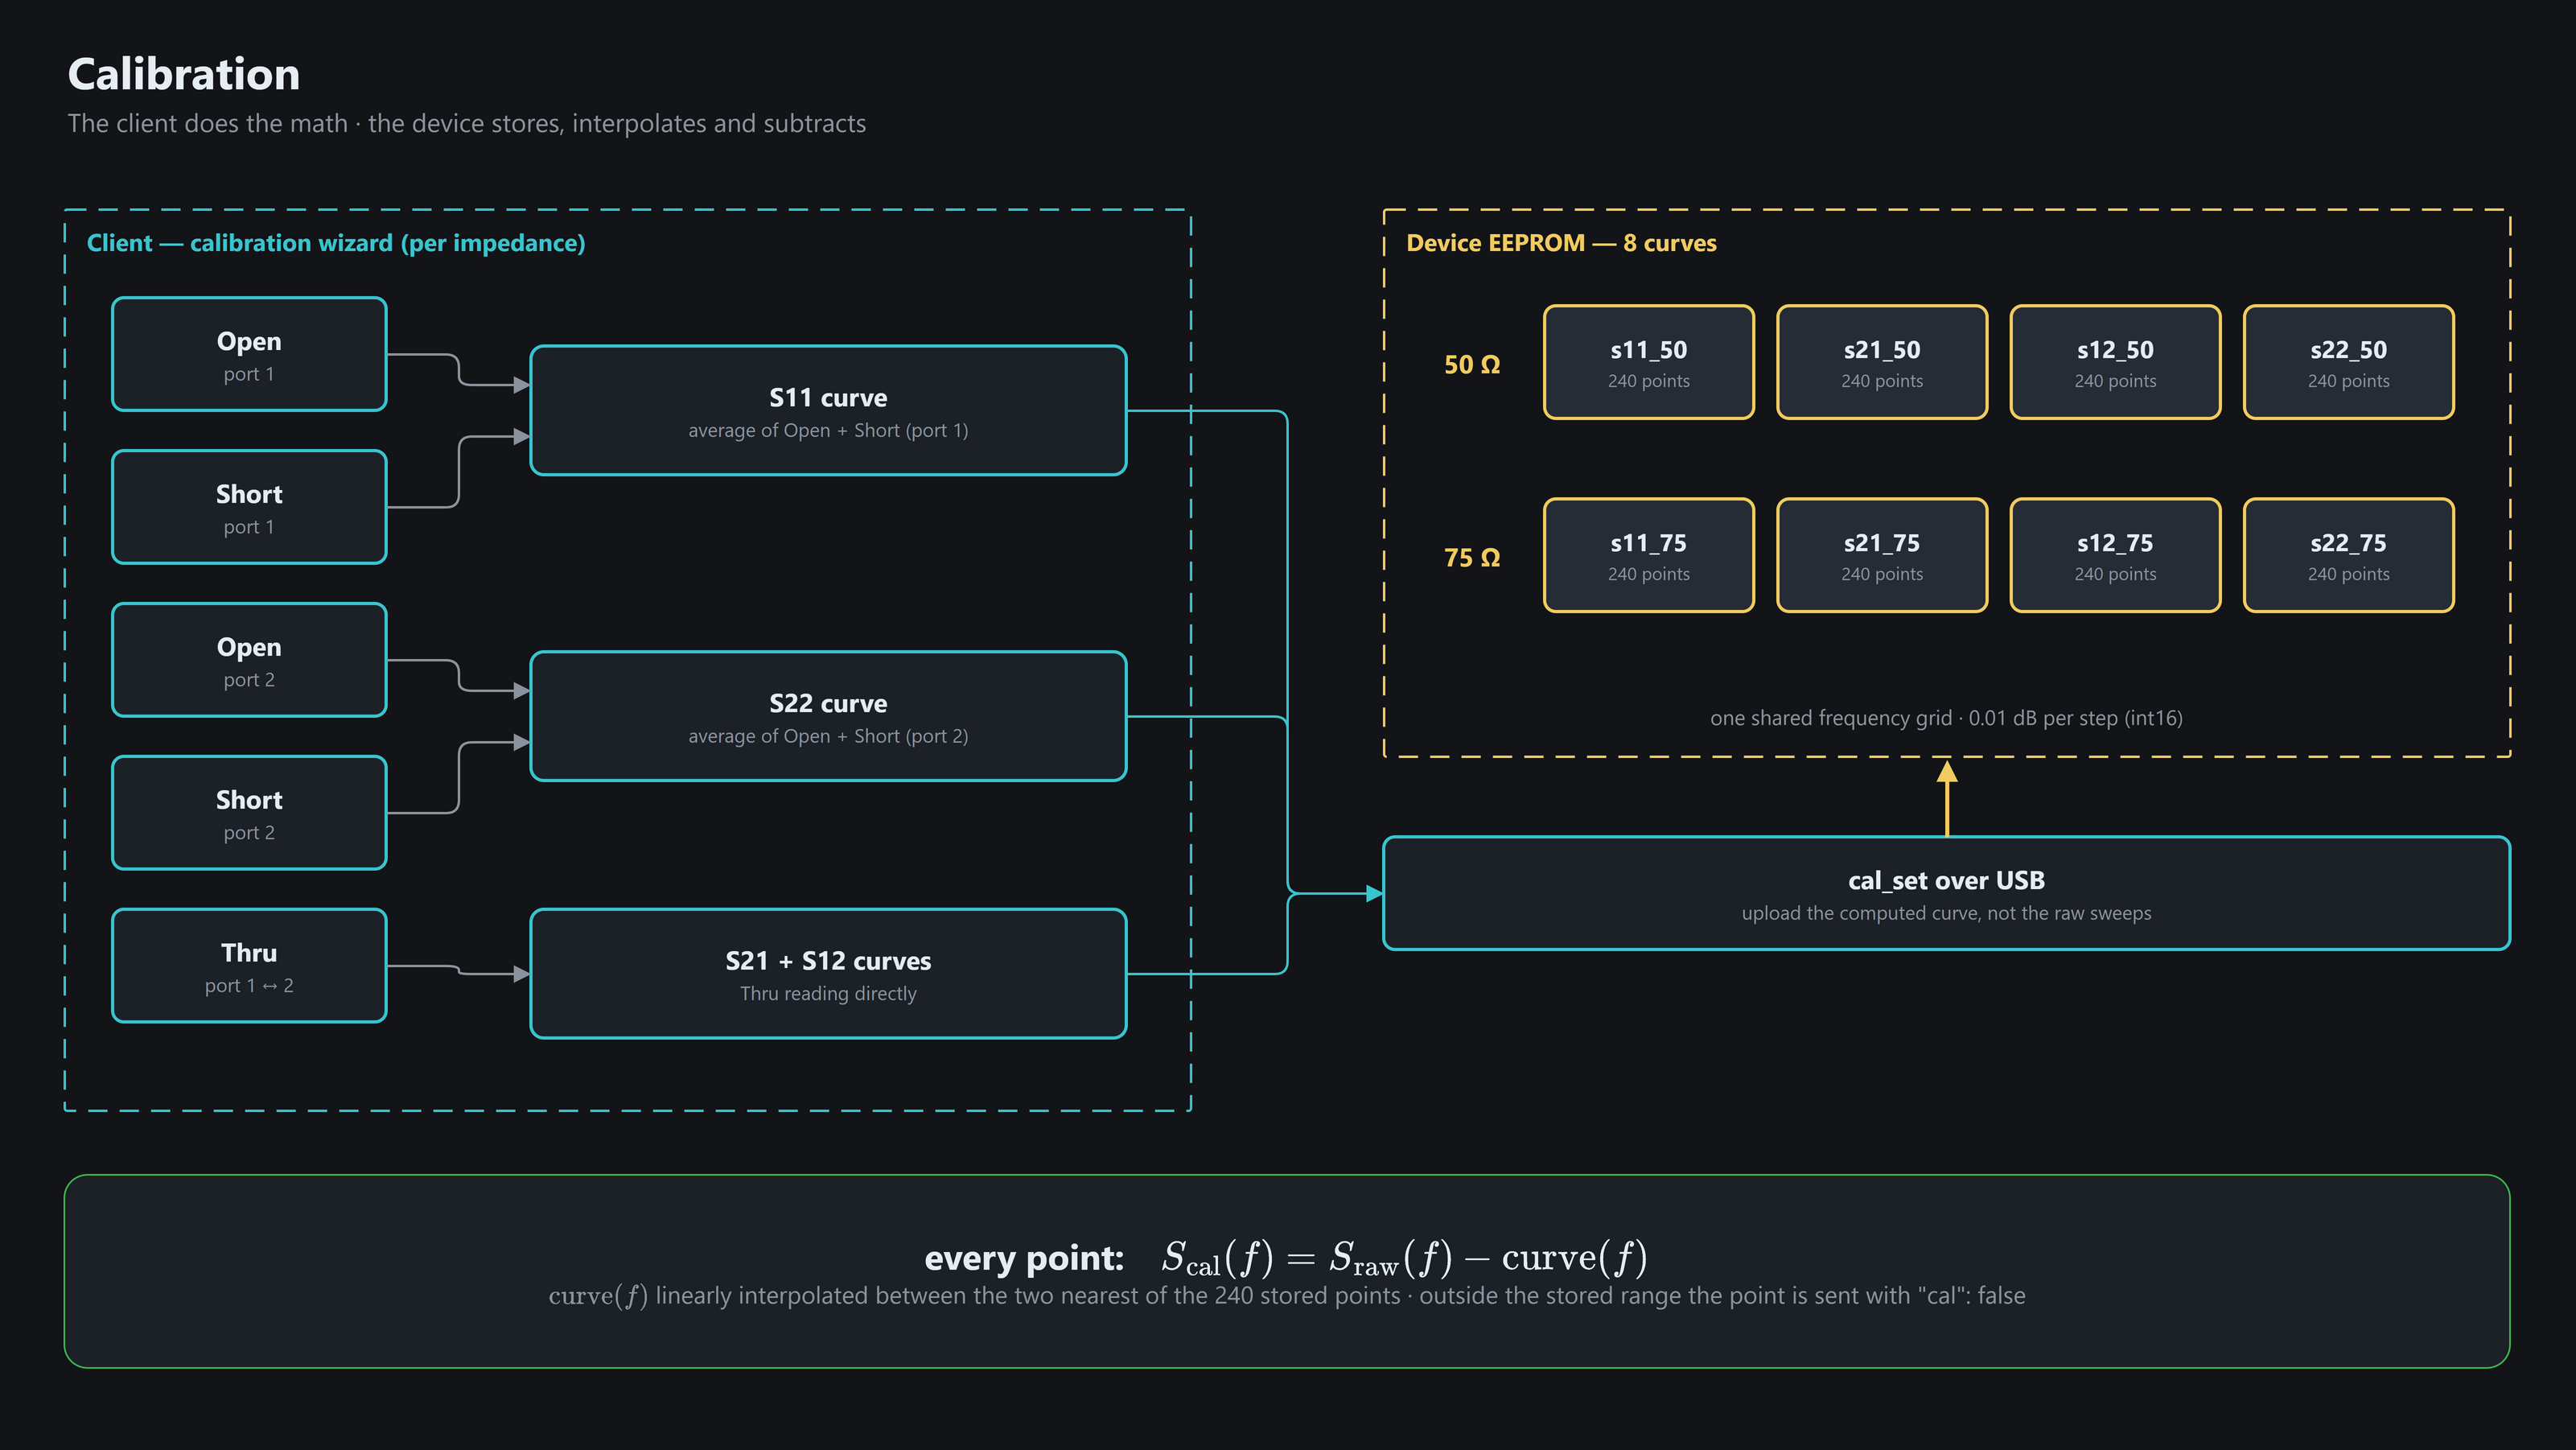 Calibration
The client does the math · the device stores, interpolates and subtracts
Client — calibration wizard (per impedance)
Open
port 1
Short
port 1
Open
port 2
Short
port 2
Thru
port 1 ↔ 2
S11 curve
average of Open + Short (port 1)
S22 curve
average of Open + Short (port 2)
S21 + S12 curves
Thru reading directly
Device EEPROM — 8 curves
50 Ω
s11_50
240 points
s21_50
240 points
s12_50
240 points
s22_50
240 points
75 Ω
s11_75
240 points
s21_75
240 points
s12_75
240 points
s22_75
240 points
one shared frequency grid · 0.01 dB per step (int16)
cal_set over USB
upload the computed curve, not the raw sweeps
every point: S_cal(f) = S_raw(f) − curve(f)
curve(f) linearly interpolated between the two nearest of the 240 stored points · outside the stored range the point is sent with "cal": false